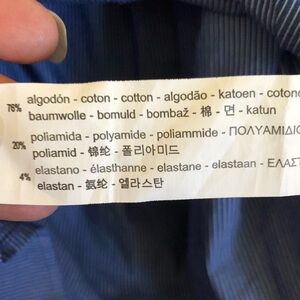 76% algodón - coton - cotton - algodão - katoen - cotone
baumwolle - bomuld - bombaž - 棉 - 면 - katun
20% poliamida - polyamide - poliammide - ΠΟΛΥΑΜΙΔΙΟ
poliamid - 锦纶 - 폴리아미드
4% elastano - elasthanne - elastane - elastaan - ΕΛΑΣΤ
elastan - 氨纶 - 엘라스탄